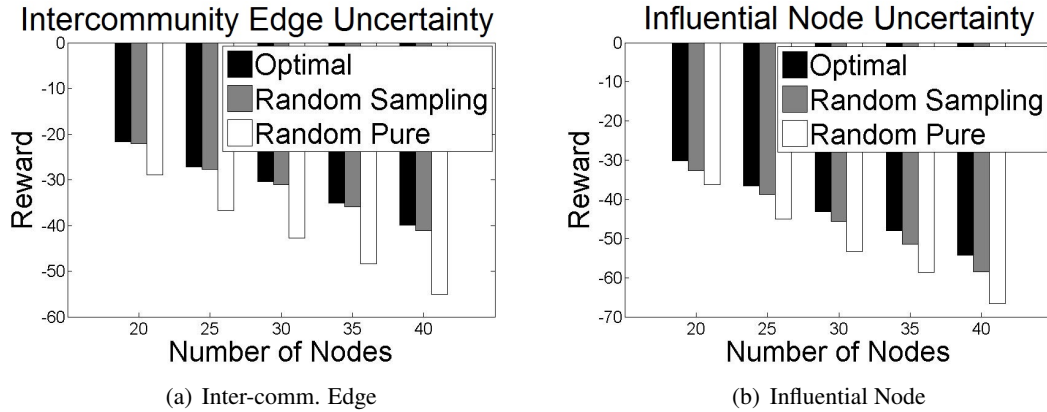 Intercommunity Edge Uncertainty
0
-10
-20
-30
-40
-50
-60
Reward
Optimal
Random Sampling
Random Pure
20 25 30 35 40
Number of Nodes
(a) Inter-comm. Edge
Influential Node Uncertainty
0
-10
-20
-30
-40
-50
-60
-70
Reward
Optimal
Random Sampling
Random Pure
20 25 30 35 40
Number of Nodes
(b) Influential Node